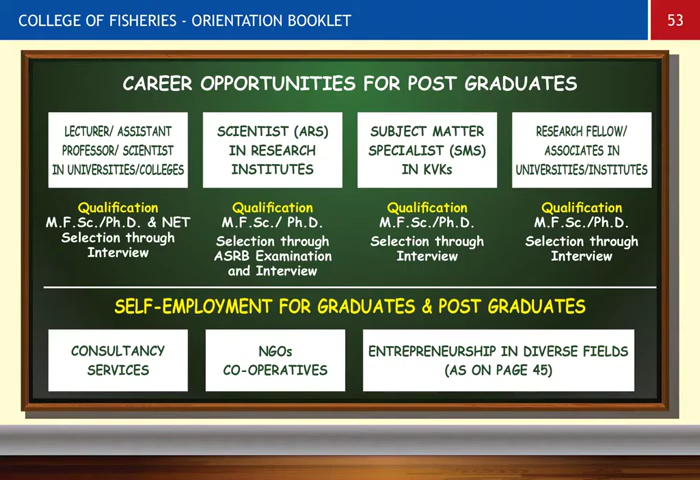 COLLEGE OF FISHERIES - ORIENTATION BOOKLET
53
CAREER OPPORTUNITIES FOR POST GRADUATES
LECTURER/ ASSISTANT
PROFESSOR/ SCIENTIST
IN UNIVERSITIES/COLLEGES
Qualification
M.F.Sc./Ph.D. & NET
Selection through
Interview
SCIENTIST (ARS)
IN RESEARCH
INSTITUTES
Qualification
M.F.Sc./ Ph.D.
Selection through
ASRB Examination
and Interview
SUBJECT MATTER
SPECIALIST (SMS)
IN KVKs
Qualification
M.F.Sc./Ph.D.
Selection through
Interview
RESEARCH FELLOW/
ASSOCIATES IN
UNIVERSITIES/INSTITUTES
Qualification
M.F.Sc./Ph.D.
Selection through
Interview
SELF-EMPLOYMENT FOR GRADUATES & POST GRADUATES
CONSULTANCY
SERVICES
NGOs
CO-OPERATIVES
ENTREPRENEURSHIP IN DIVERSE FIELDS
(AS ON PAGE 45)